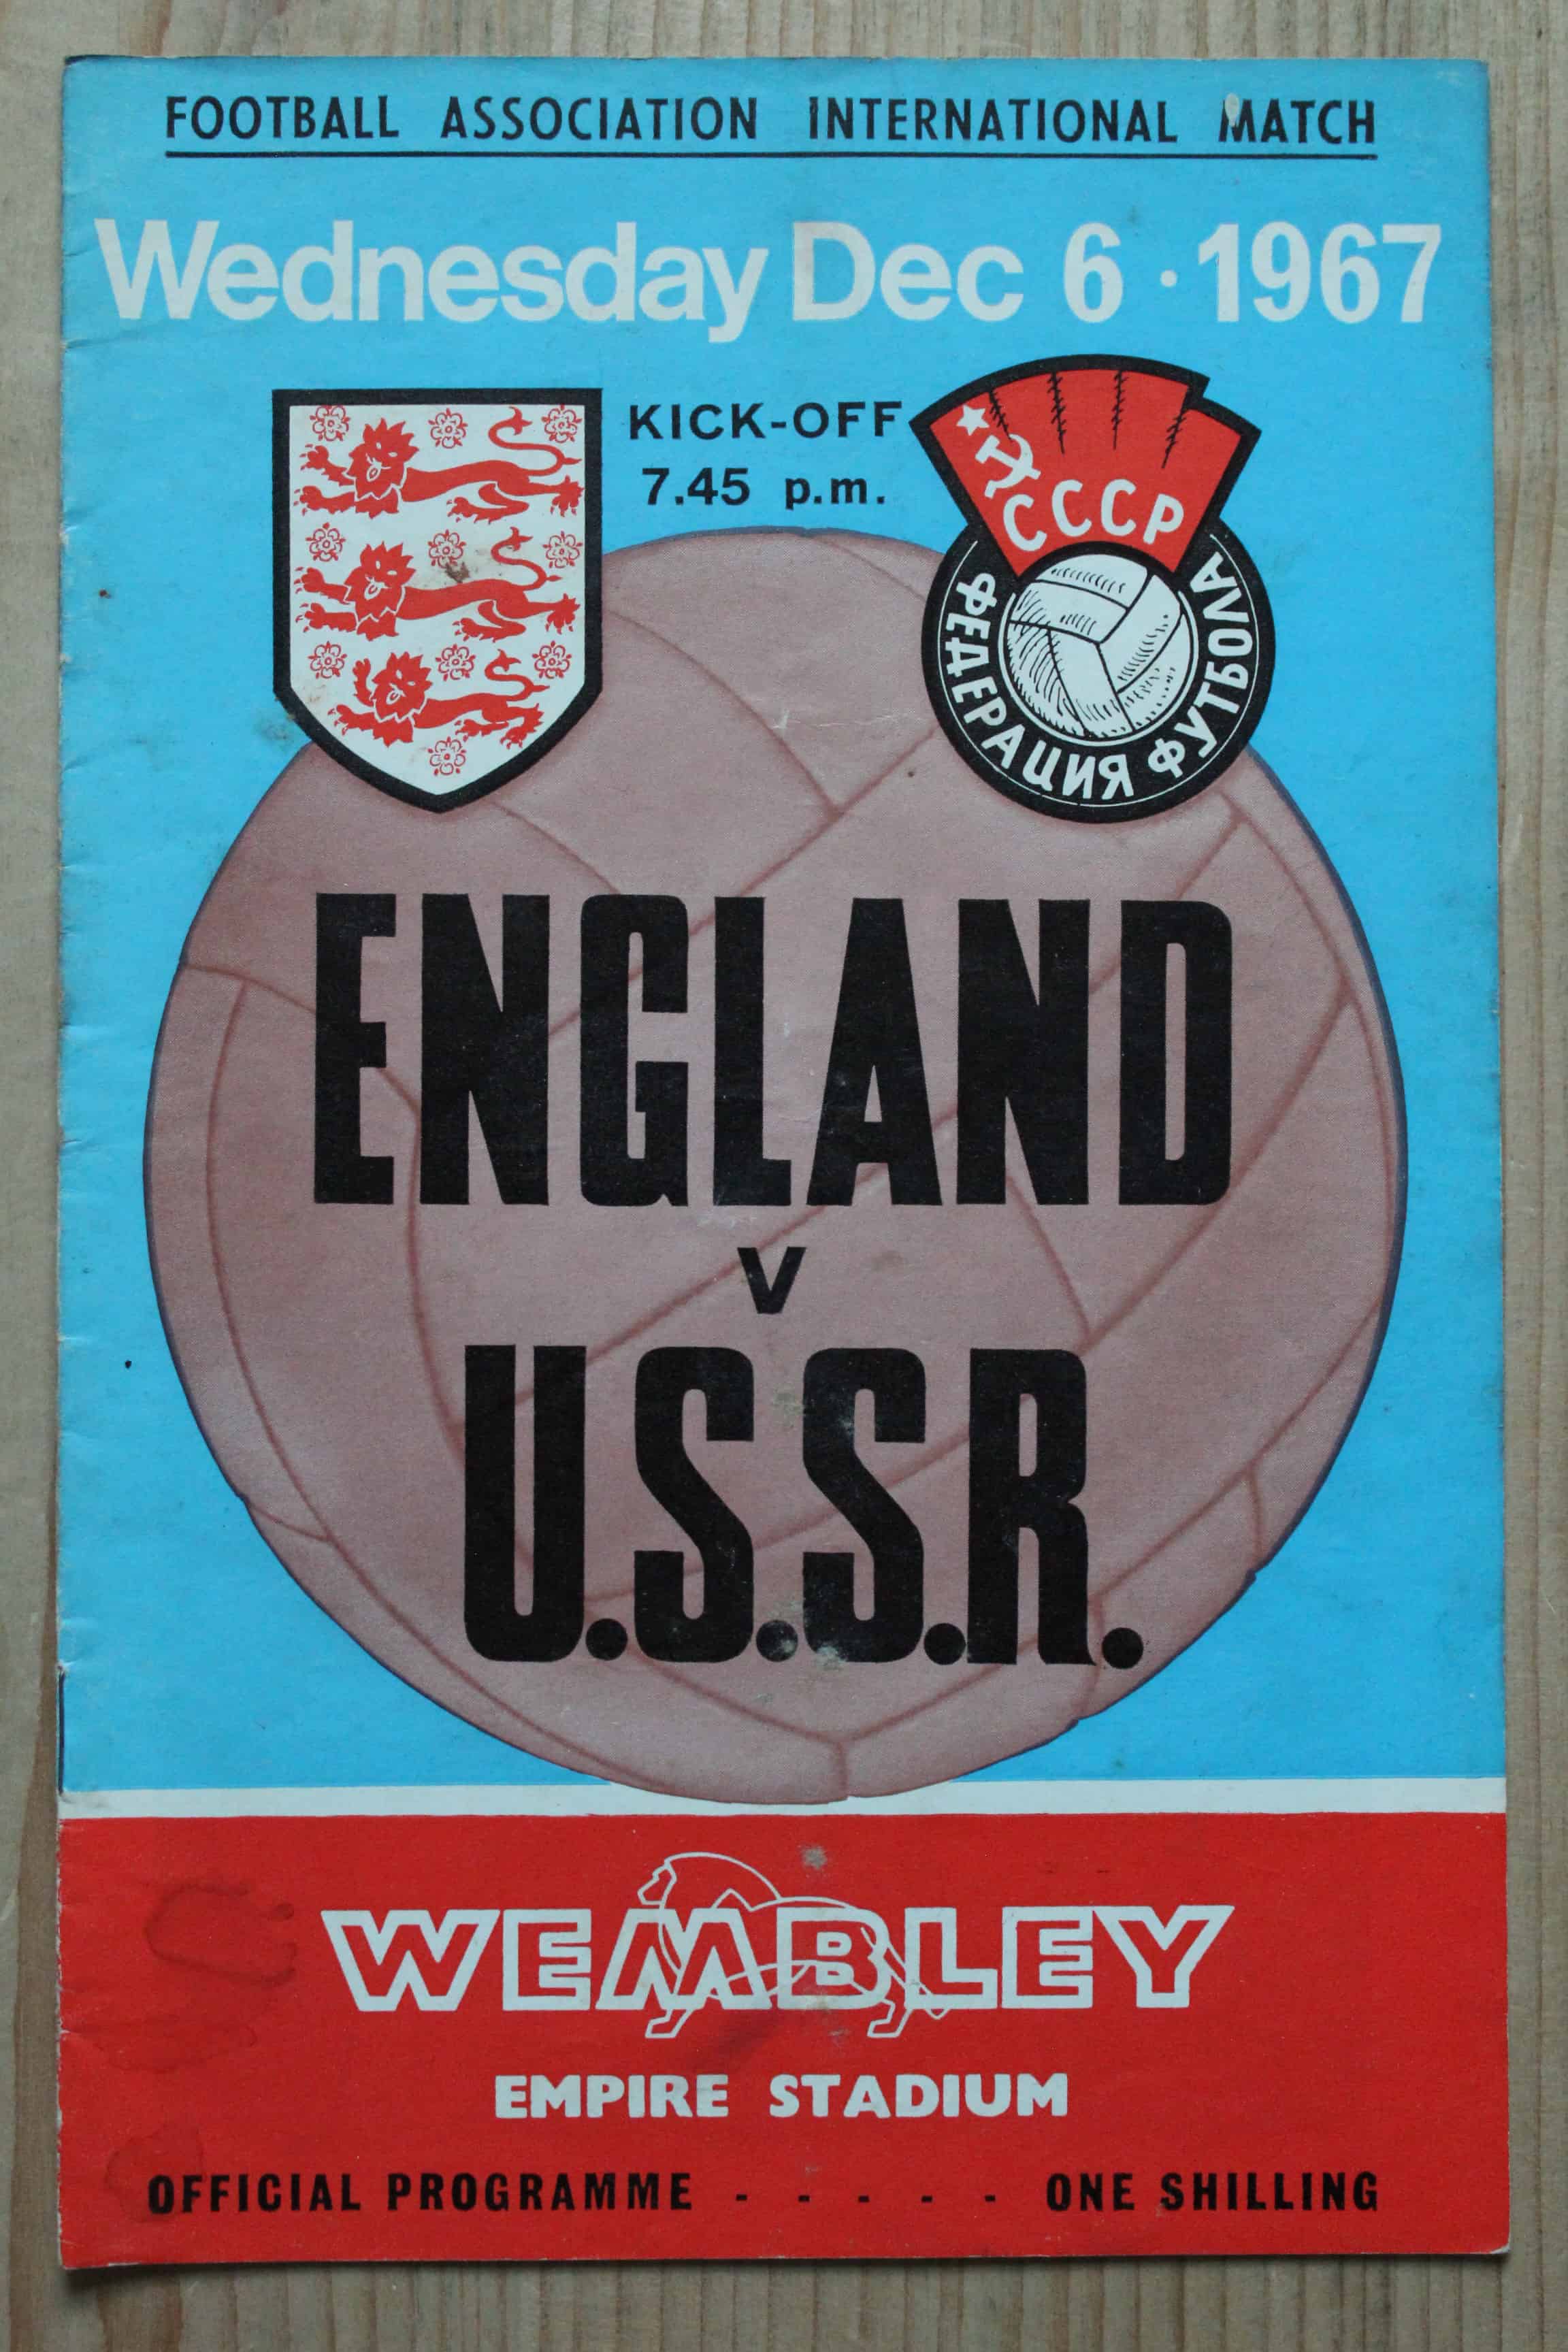 FOOTBALL ASSOCIATION INTERNATIONAL MATCH
Wednesday Dec 6 · 1967
KICK-OFF
7.45 p.m.
СССР
ФЕДЕРАЦИЯ ФУТБОЛА
ENGLAND
v
U.S.S.R.
WEMBLEY
EMPIRE STADIUM
OFFICIAL PROGRAMME - - - - - ONE SHILLING